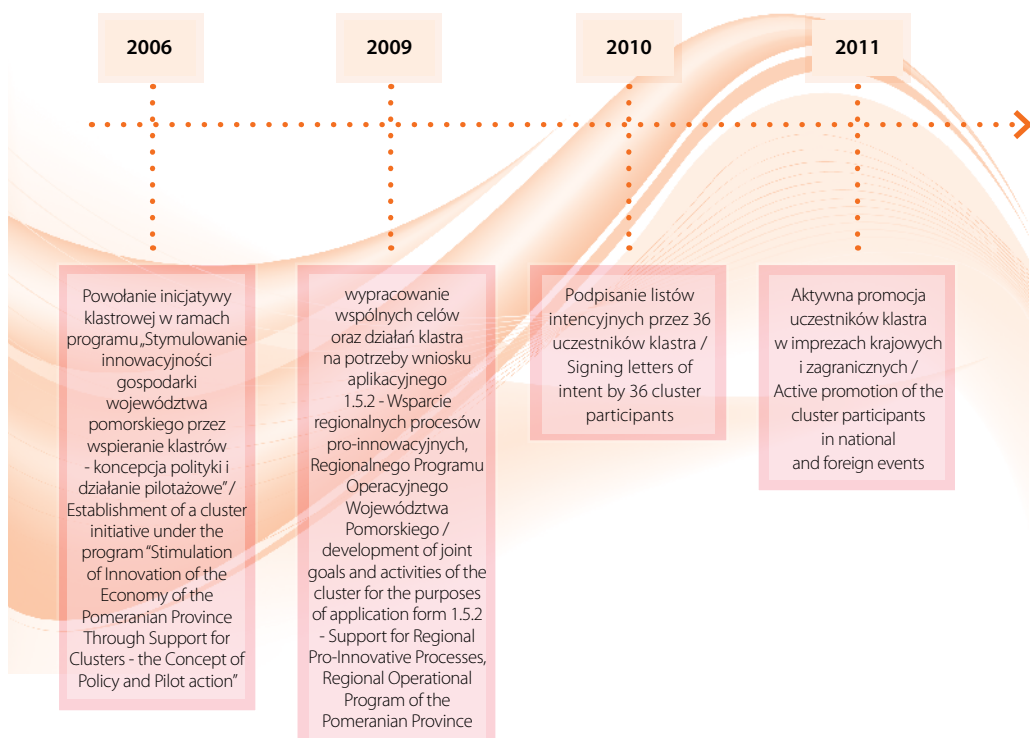 2006
2009
2010
2011
Powołanie inicjatywy
klastrowej w ramach
programu „Stymulowanie
innowacyjności
gospodarki
województwa
pomorskiego przez
wspieranie klastrów
- koncepcja polityki i
działanie pilotażowe” /
Establishment of a cluster
initiative under the
program “Stimulation
of Innovation of the
Economy of the
Pomeranian Province
Through Support for
Clusters - the Concept of
Policy and Pilot action”
wypracowanie
wspólnych celów
oraz działań klastra
na potrzeby wniosku
aplikacyjnego
1.5.2 - Wsparcie
regionalnych procesów
pro-innowacyjnych,
Regionalnego Programu
Operacyjnego
Województwa
Pomorskiego /
development of joint
goals and activities of the
cluster for the purposes
of application form 1.5.2
- Support for Regional
Pro-Innovative Processes,
Regional Operational
Program of the
Pomeranian Province
Podpisanie listów
intencyjnych przez 36
uczestników klastra /
Signing letters of
intent by 36 cluster
participants
Aktywna promocja
uczestników klastra
w imprezach krajowych
i zagranicznych /
Active promotion of the
cluster participants
in national
and foreign events